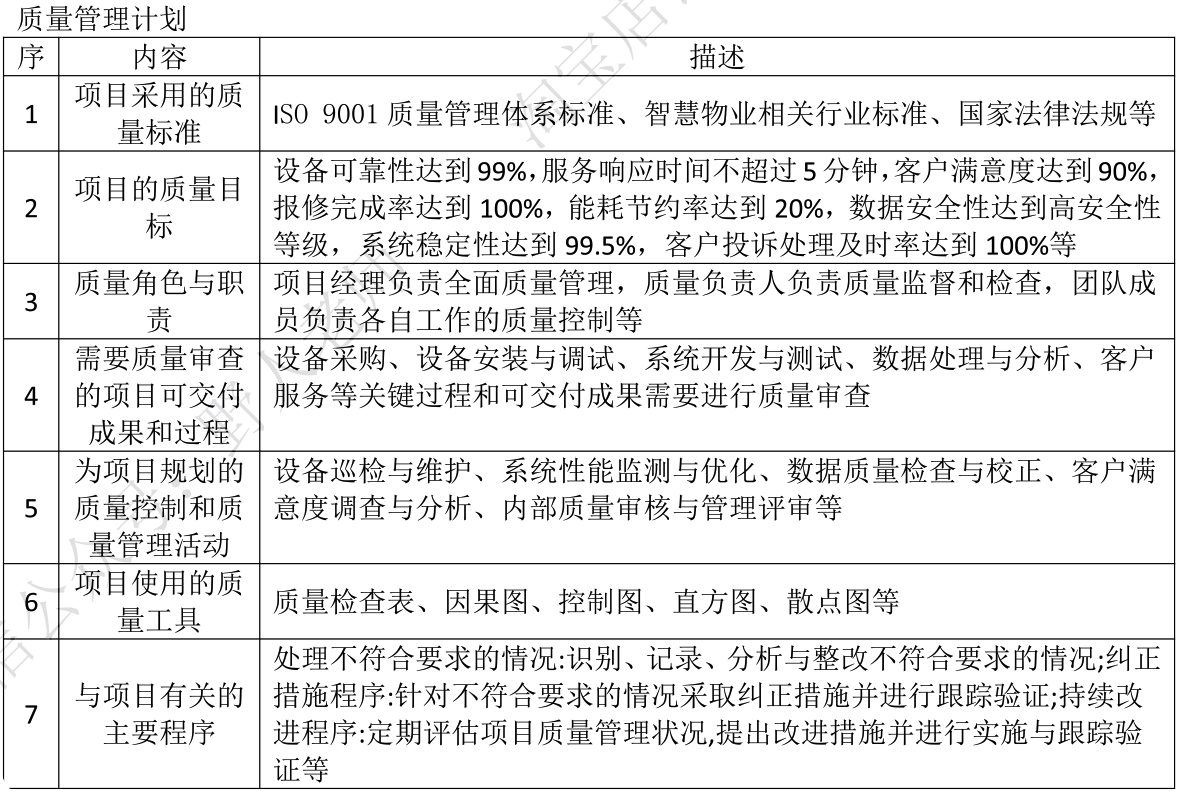 质量管理计划
序 内容 描述
1 项目采用的质
量标准
ISO 9001 质量管理体系标准、智慧物业相关行业标准、国家法律法规等
2 项目的质量目
标
设备可靠性达到 99%，服务响应时间不超过 5 分钟，客户满意度达到 90%，
报修完成率达到 100%，能耗节约率达到 20%，数据安全性达到高安全性
等级，系统稳定性达到 99.5%，客户投诉处理及时率达到 100%等
3 质量角色与职
责
项目经理负责全面质量管理，质量负责人负责质量监督和检查，团队成
员负责各自工作的质量控制等
4 需要质量审查
的项目可交付
成果和过程
设备采购、设备安装与调试、系统开发与测试、数据处理与分析、客户
服务等关键过程和可交付成果需要进行质量审查
5 为项目规划的
质量控制和质
量管理活动
设备巡检与维护、系统性能监测与优化、数据质量检查与校正、客户满
意度调查与分析、内部质量审核与管理评审等
6 项目使用的质
量工具
质量检查表、因果图、控制图、直方图、散点图等
7 与项目有关的
主要程序
处理不符合要求的情况:识别、记录、分析与整改不符合要求的情况;纠正
措施程序:针对不符合要求的情况采取纠正措施并进行跟踪验证;持续改
进程序:定期评估项目质量管理状况,提出改进措施并进行实施与跟踪验
证等
淘宝店
信公众号：野人老师